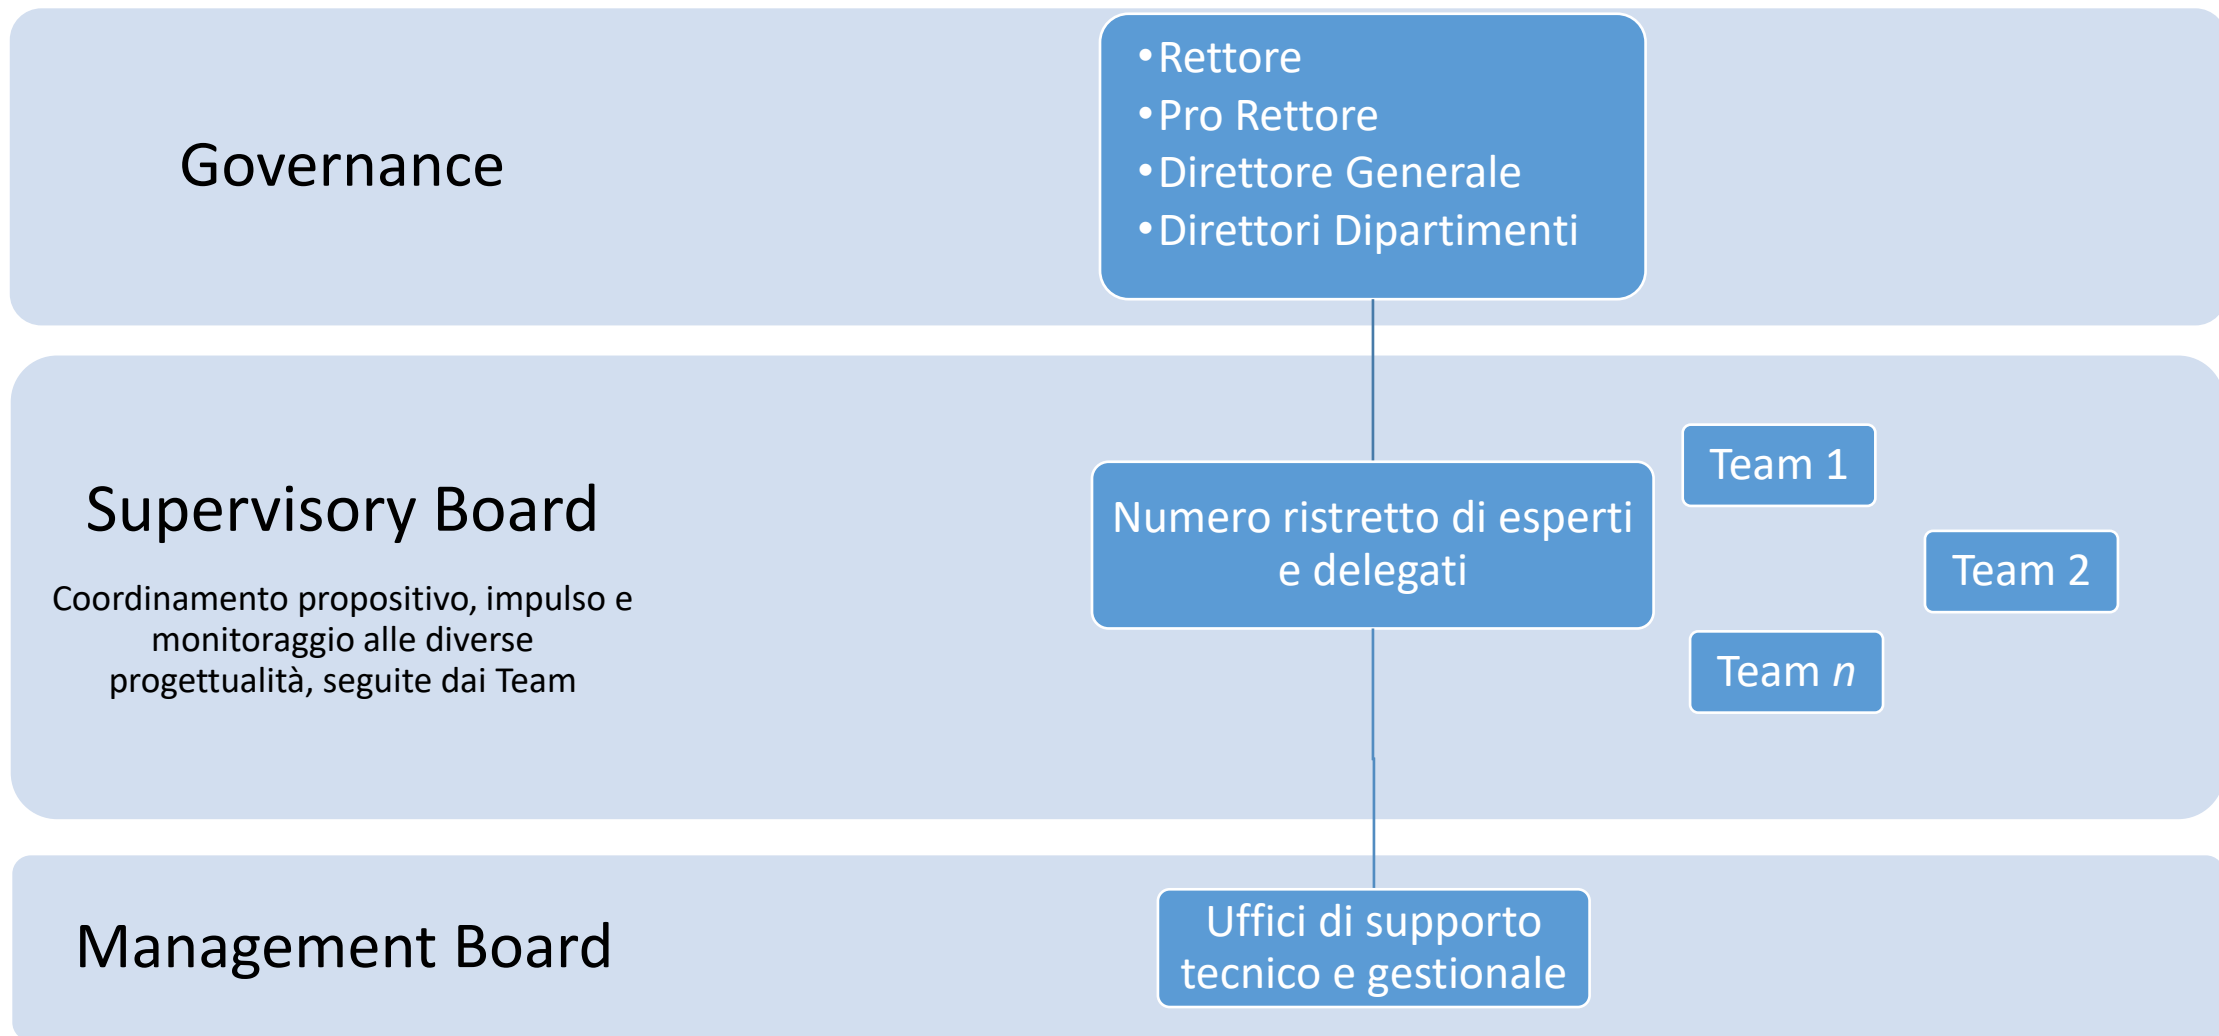 Governance
•Rettore
•Pro Rettore
•Direttore Generale
•Direttori Dipartimenti
Supervisory Board
Coordinamento propositivo, impulso e
monitoraggio alle diverse
progettualità, seguite dai Team
Numero ristretto di esperti
e delegati
Team 1
Team 2
Team n
Management Board
Uffici di supporto
tecnico e gestionale